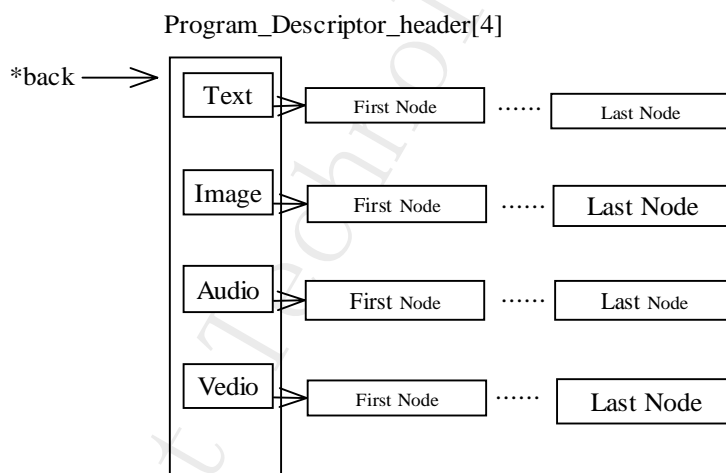 Program_Descriptor_header[4]
*back
Text First Node ...... Last Node
Image First Node ...... Last Node
Audio First Node ...... Last Node
Vedio First Node ...... Last Node
t Technol